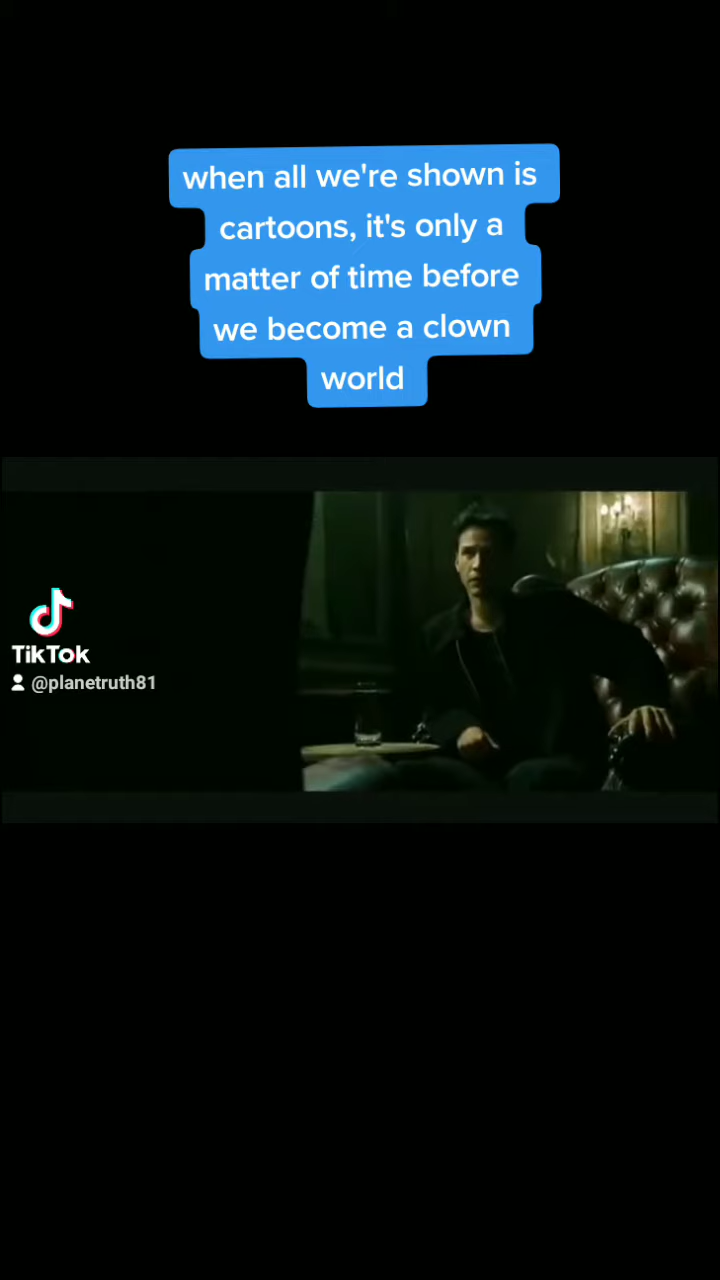 when all we're shown is
cartoons, it's only a
matter of time before
we become a clown
world
TikTok
@planetruth81